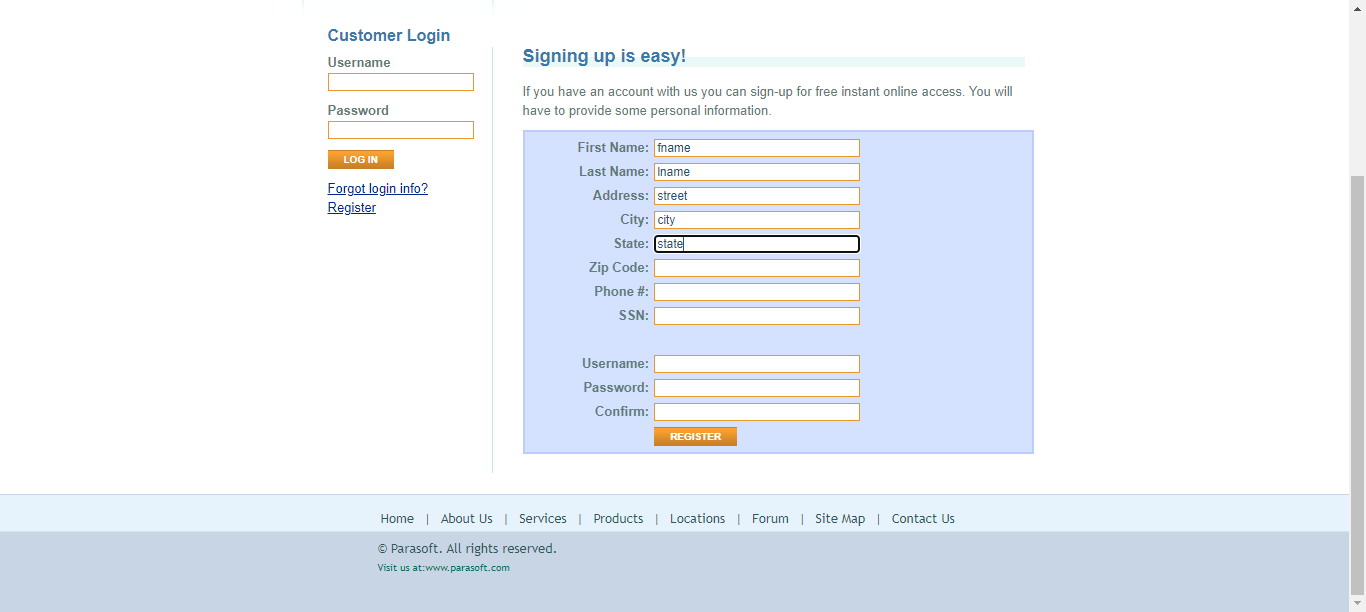 Customer Login
Username
Password
LOG IN
Forgot login info?
Register
Signing up is easy!
If you have an account with us you can sign-up for free instant online access. You will
have to provide some personal information.
First Name: fname
Last Name: lname
Address: street
City: city
State: state
Zip Code:
Phone #:
SSN:
Username:
Password:
Confirm:
REGISTER
Home | About Us | Services | Products | Locations | Forum | Site Map | Contact Us
© Parasoft. All rights reserved.
Visit us at:www.parasoft.com